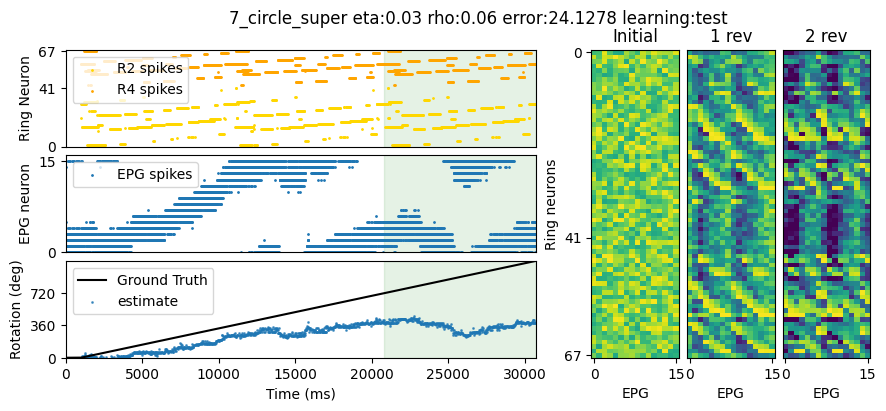 7_circle_super eta:0.03 rho:0.06 error:24.1278 learning:test
Ring Neuron
67
41
0
R2 spikes
R4 spikes
EPG neuron
15
0
EPG spikes
Rotation (deg)
720
360
0
Ground Truth
estimate
0 5000 10000 15000 20000 25000 30000
Time (ms)
Initial 1 rev 2 rev
Ring neurons
0
41
67
0 15 0 15 0 15
EPG EPG EPG